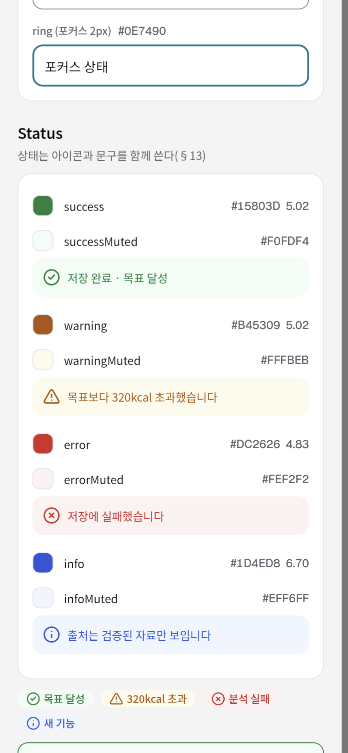 ring (포커스 2px) #0E7490
포커스 상태
Status
상태는 아이콘과 문구를 함께 쓴다(§13)
success #15803D 5.02
successMuted #F0FDF4
저장 완료 · 목표 달성
warning #B45309 5.02
warningMuted #FFFBEB
목표보다 320kcal 초과했습니다
error #DC2626 4.83
errorMuted #FEF2F2
저장에 실패했습니다
info #1D4ED8 6.70
infoMuted #EFF6FF
출처는 검증된 자료만 보입니다
목표 달성 320kcal 초과 분석 실패
새 기능